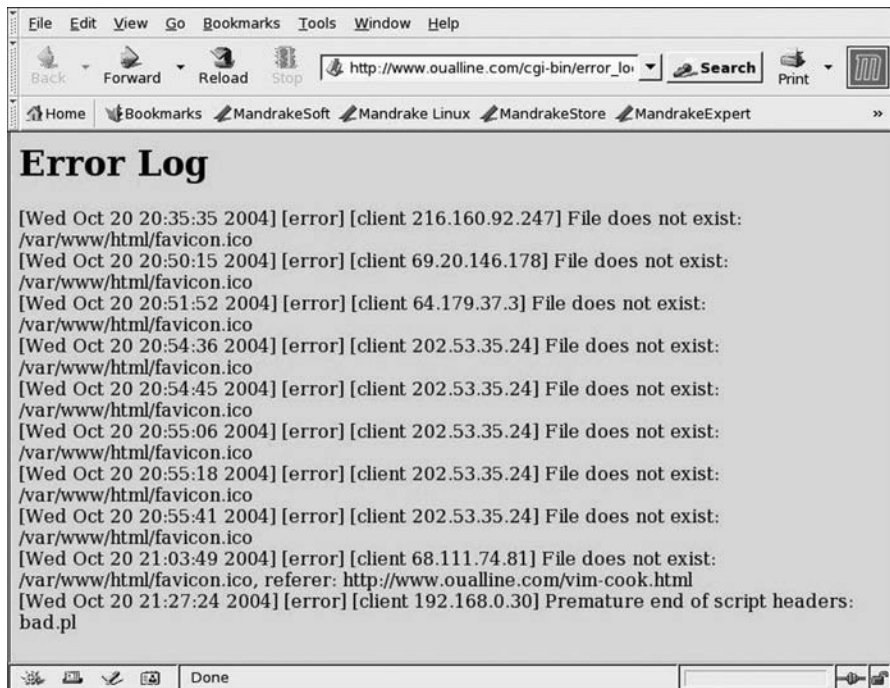 File Edit View Go Bookmarks Tools Window Help
Back Forward Reload Stop http://www.oualline.com/cgi-bin/error_lo Search Print
Home Bookmarks MandrakeSoft Mandrake Linux MandrakeStore MandrakeExpert »
Error Log
[Wed Oct 20 20:35:35 2004] [error] [client 216.160.92.247] File does not exist:
/var/www/html/favicon.ico
[Wed Oct 20 20:50:15 2004] [error] [client 69.20.146.178] File does not exist:
/var/www/html/favicon.ico
[Wed Oct 20 20:51:52 2004] [error] [client 64.179.37.3] File does not exist:
/var/www/html/favicon.ico
[Wed Oct 20 20:54:36 2004] [error] [client 202.53.35.24] File does not exist:
/var/www/html/favicon.ico
[Wed Oct 20 20:54:45 2004] [error] [client 202.53.35.24] File does not exist:
/var/www/html/favicon.ico
[Wed Oct 20 20:55:06 2004] [error] [client 202.53.35.24] File does not exist:
/var/www/html/favicon.ico
[Wed Oct 20 20:55:18 2004] [error] [client 202.53.35.24] File does not exist:
/var/www/html/favicon.ico
[Wed Oct 20 20:55:41 2004] [error] [client 202.53.35.24] File does not exist:
/var/www/html/favicon.ico
[Wed Oct 20 21:03:49 2004] [error] [client 68.111.74.81] File does not exist:
/var/www/html/favicon.ico, referer: http://www.oualline.com/vim-cook.html
[Wed Oct 20 21:27:24 2004] [error] [client 192.168.0.30] Premature end of script headers:
bad.pl
Done